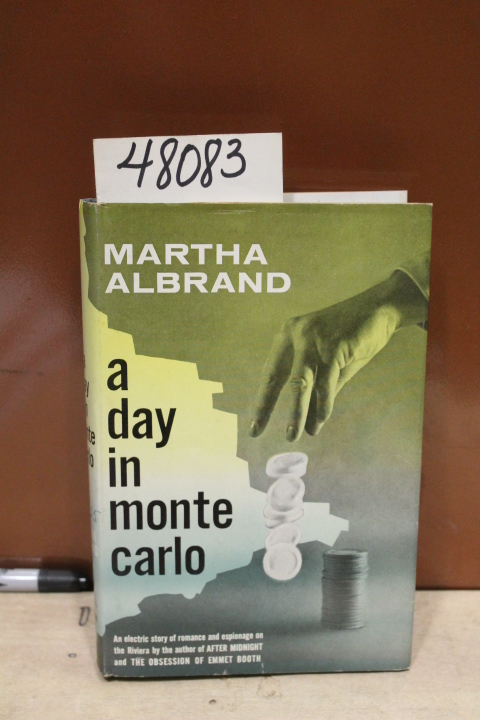 48083
MARTHA
ALBRAND
a
day
in
monte
carlo
An electric story of romance and espionage on
the Riviera by the author of AFTER MIDNIGHT
and THE OBSESSION OF EMMET BOOTH